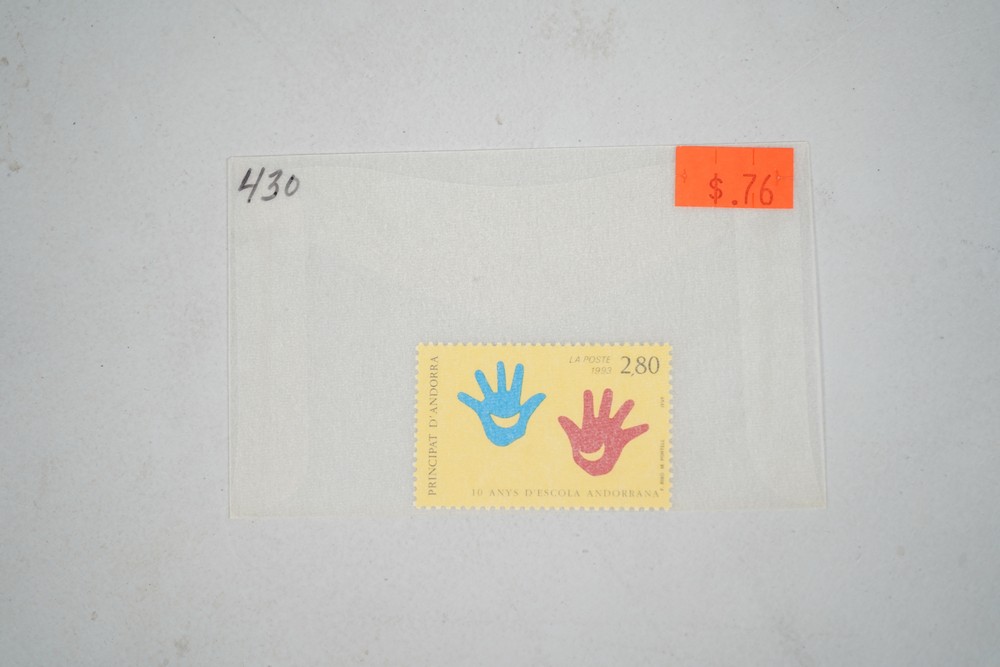 430
$.76
PRINCIPAT D'ANDORRA
LA POSTE
1993
2,80
10 ANYS D'ESCOLA ANDORRANA